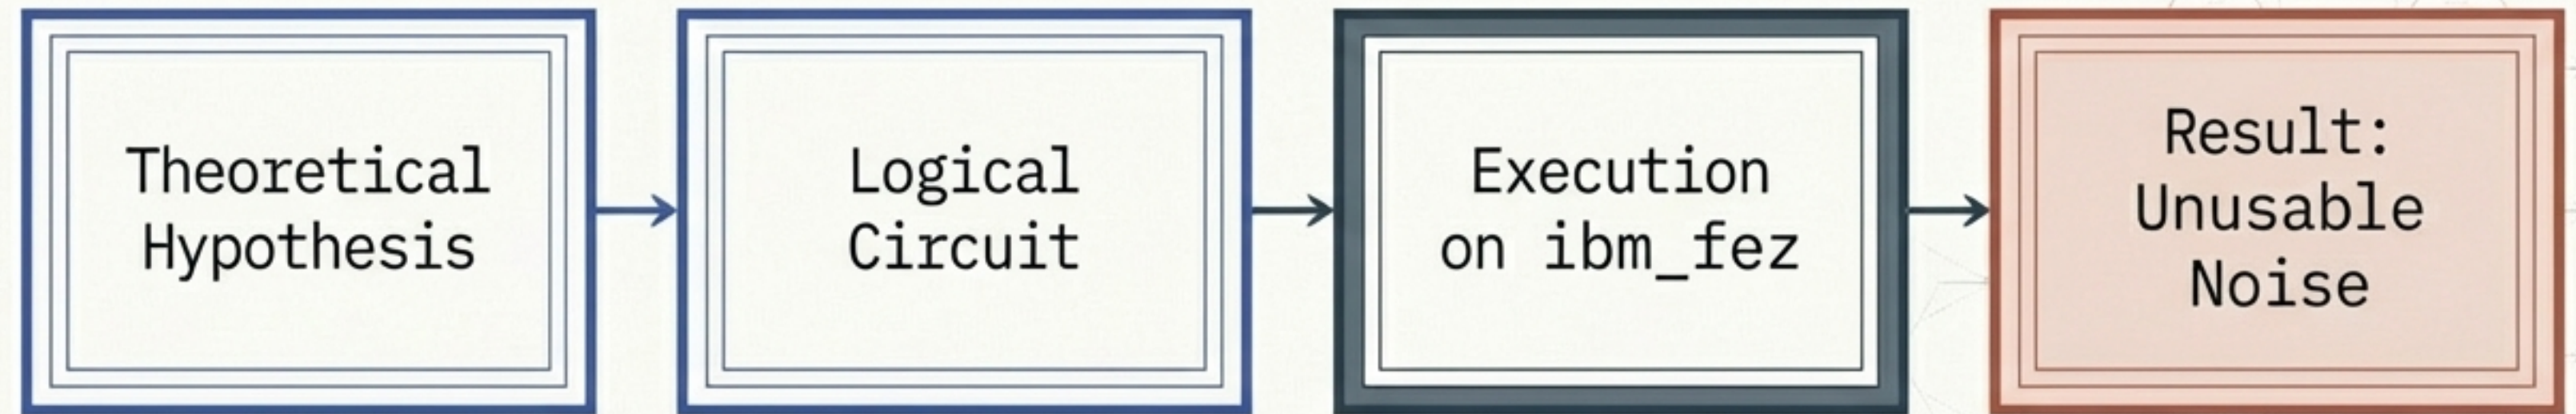 Theoretical
Hypothesis
Logical
Circuit
Execution
on ibm_fez
Result:
Unusable
Noise